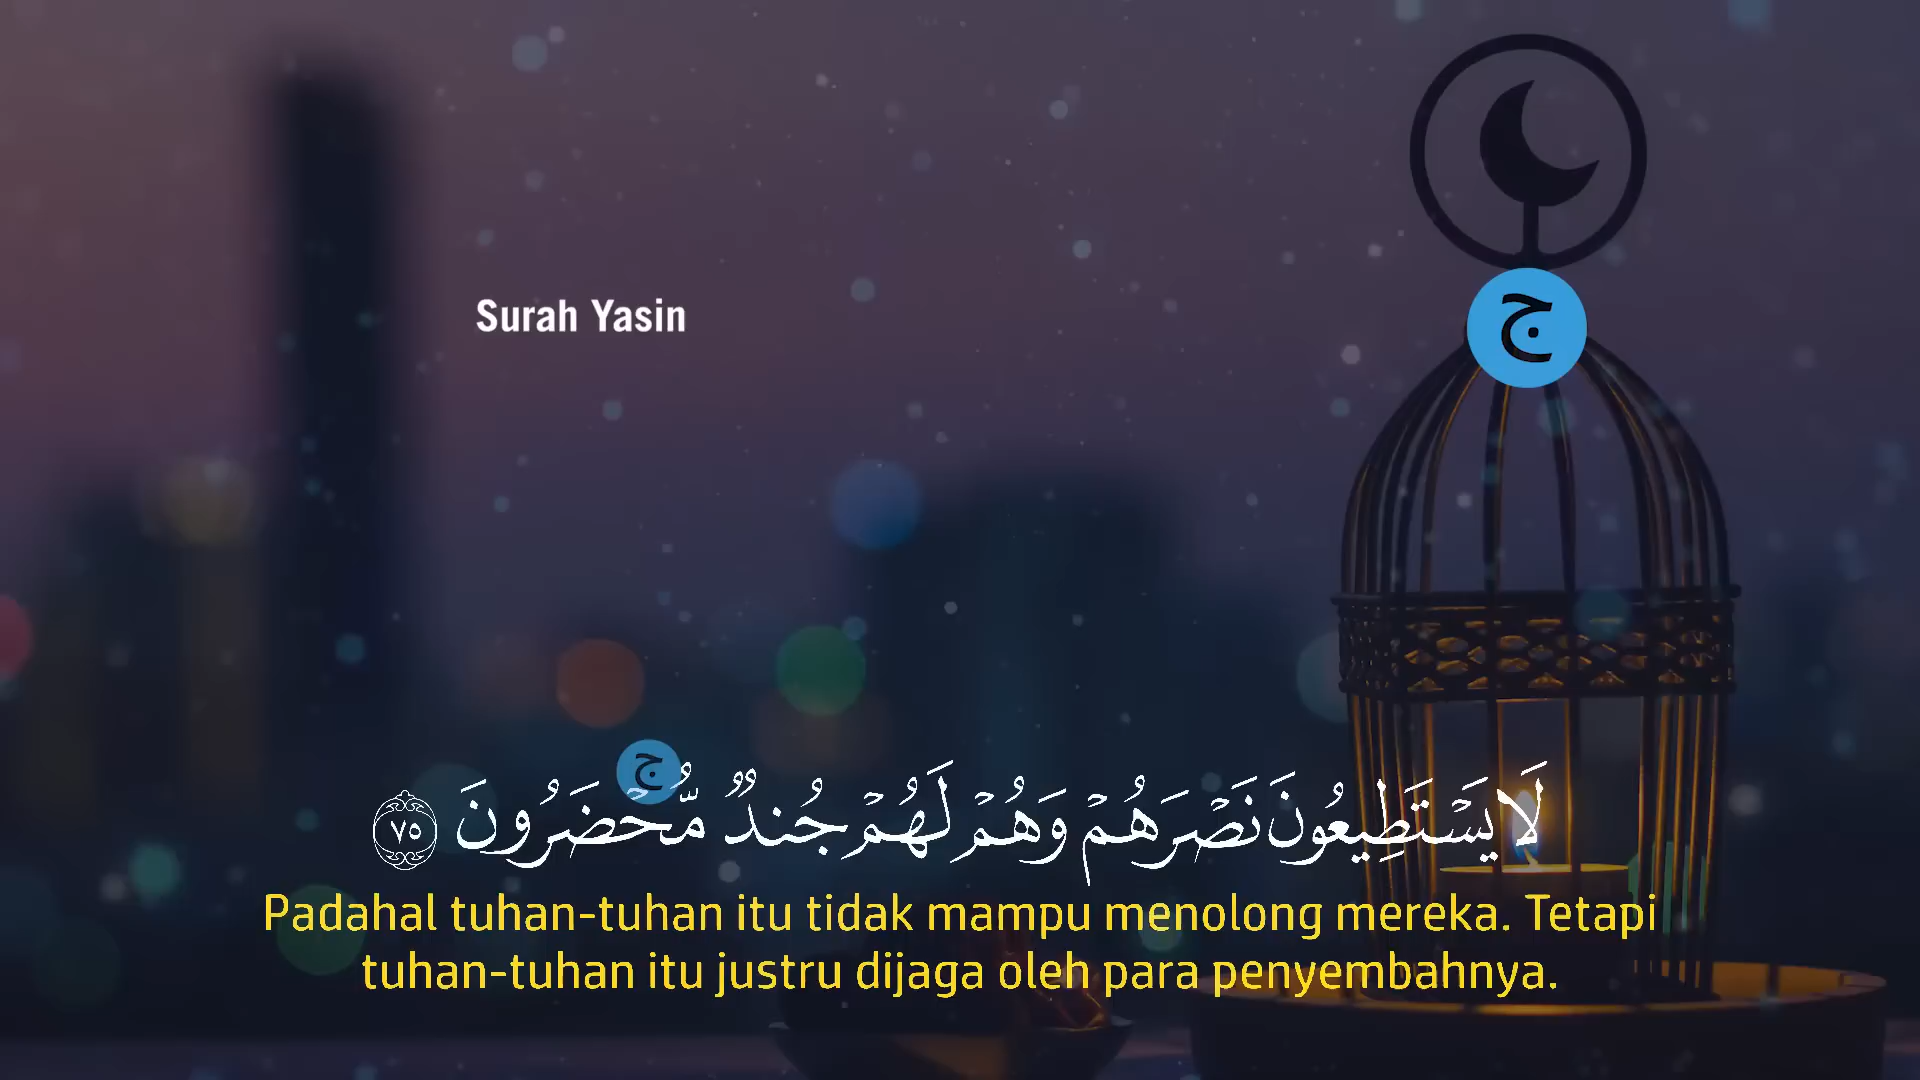 Surah Yasin
ج
ج
لَا يَسْتَطِيعُونَ نَصْرَهُمْ وَهُمْ لَهُمْ جُندٌ مُّحْضَرُونَ ٧٥
Padahal tuhan-tuhan itu tidak mampu menolong mereka. Tetapi
tuhan-tuhan itu justru dijaga oleh para penyembahnya.